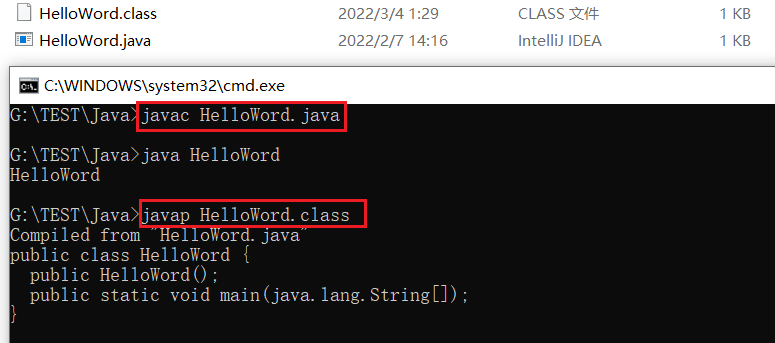 HelloWord.class 2022/3/4 1:29 CLASS 文件 1 KB
HelloWord.java 2022/2/7 14:16 IntelliJ IDEA 1 KB
C:\WINDOWS\system32\cmd.exe
G:\TEST\Java>javac HelloWord.java
G:\TEST\Java>java HelloWord
HelloWord
G:\TEST\Java>javap HelloWord.class
Compiled from "HelloWord.java"
public class HelloWord {
  public HelloWord();
  public static void main(java.lang.String[]);
}